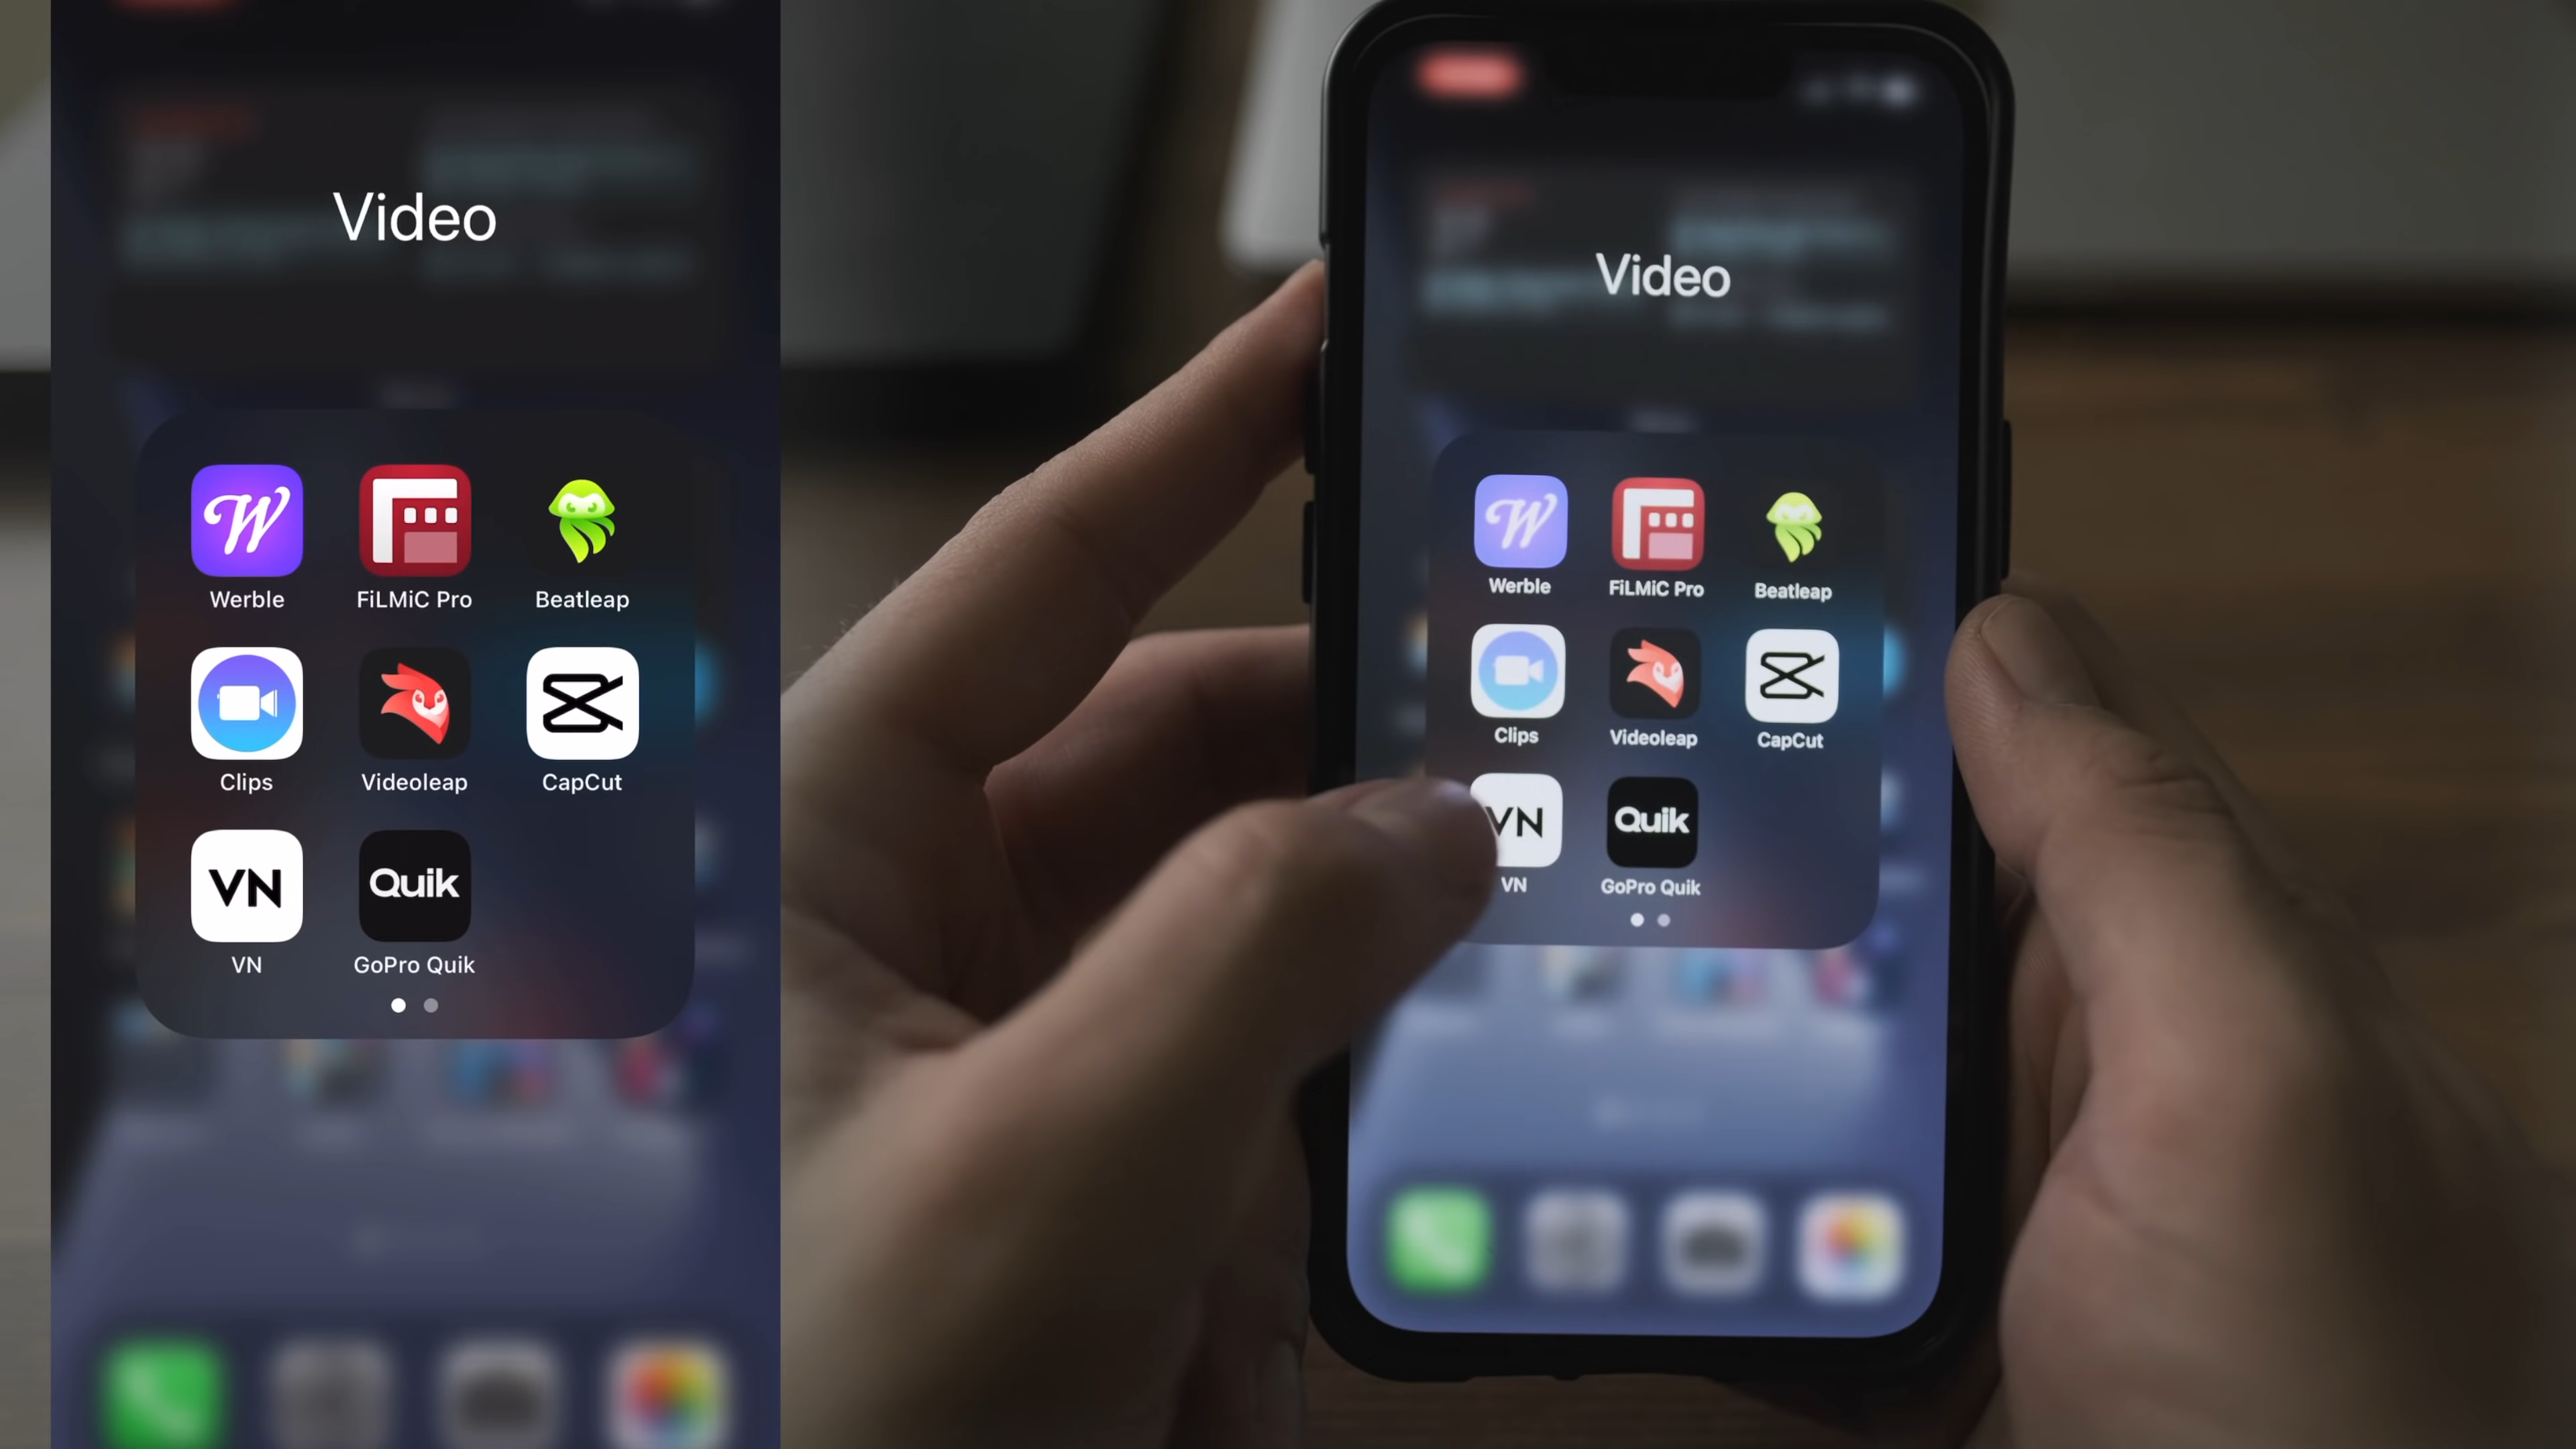 Video
W
Werble
FiLMiC Pro
Beatleap
Clips
Videoleap
CapCut
VN
Quik
VN
GoPro Quik
Video
W
Werble
FiLMiC Pro
Beatleap
Clips
Videoleap
CapCut
VN
Quik
VN
GoPro Quik